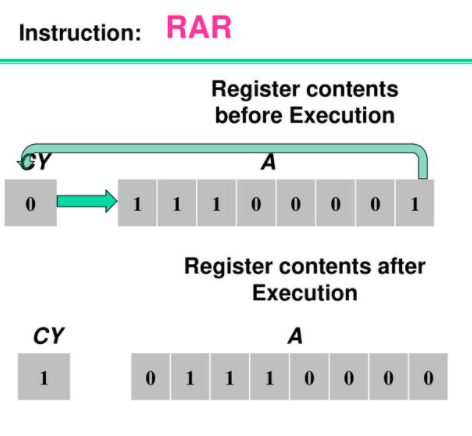 Instruction: RAR
Register contents
before Execution
CY A
0 1 1 1 0 0 0 0 1
Register contents after
Execution
CY A
1 0 1 1 1 0 0 0 0